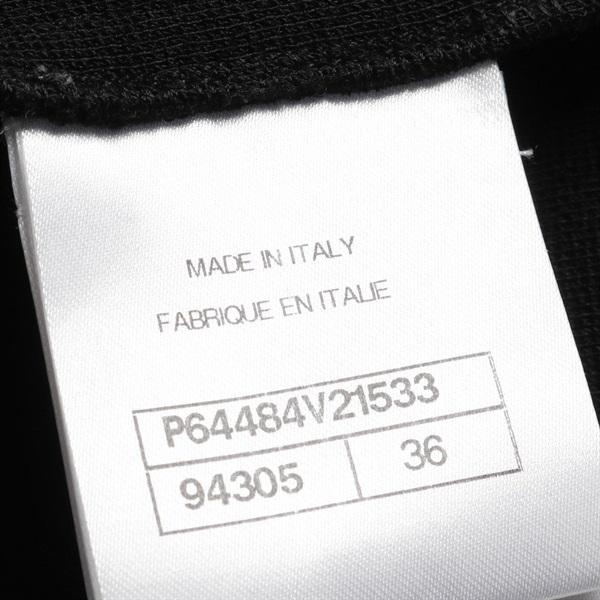 MADE IN ITALY
FABRIQUE EN ITALIE
P64484V21533
94305 36